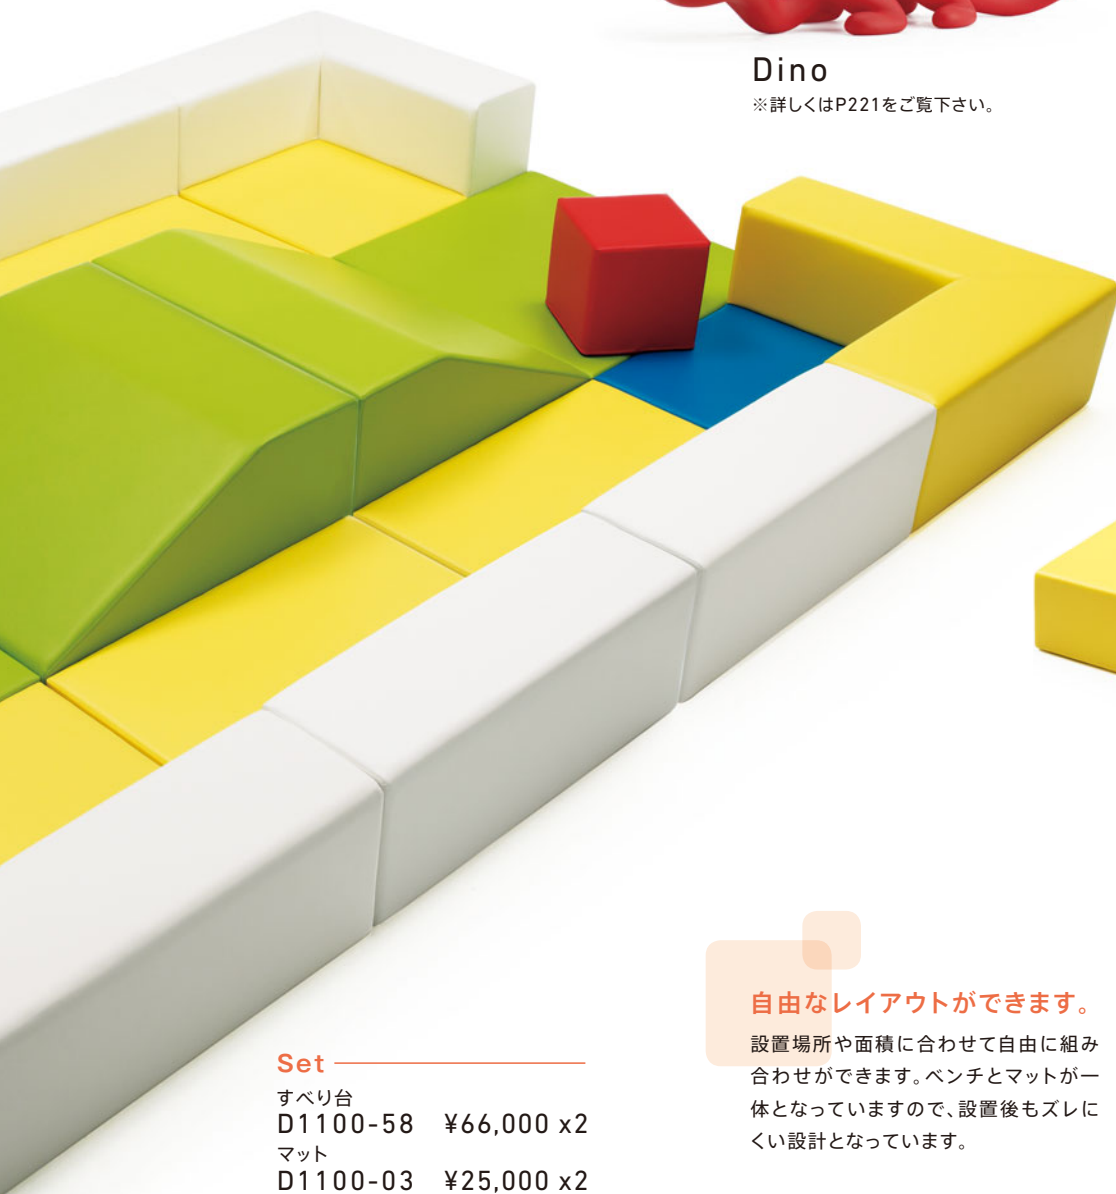 Dino
※詳しくはP221をご覧下さい。
自由なレイアウトができます。
設置場所や面積に合わせて自由に組み
合わせができます。ベンチとマットが一
体となっていますので、設置後もズレに
くい設計となっています。
Set
すべり台
D1100-58 ¥66,000 x2
マット
D1100-03 ¥25,000 x2